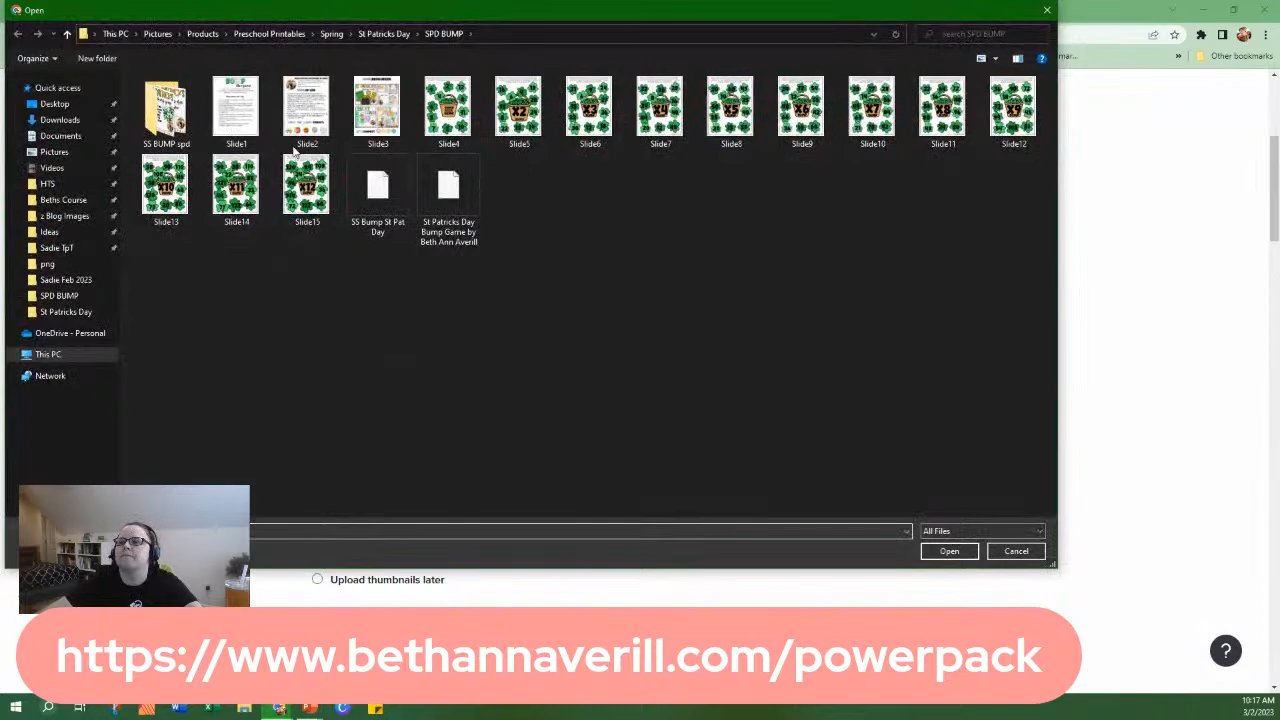 Open
This PC > Pictures > Products > Preschool Printables > Spring > St Patricks Day > SPD BUMP >
Search SPD BUMP
Organize
New folder
Other bookmarks
Desktop
Documents
Pictures
Videos
HTS
Beths Course
z Blog Images
Ideas
Sadie TpT
png
Sadie Feb 2023
SPD BUMP
St Patricks Day
OneDrive - Personal
This PC
Network
SS BUMP spd
Slide1
Slide2
Slide3
Slide4
Slide5
Slide6
Slide7
Slide8
Slide9
Slide10
Slide11
Slide12
Slide13
Slide14
Slide15
SS Bump St Pat
Day
St Patricks Day
Bump Game by
Beth Ann Averill
All Files
Open
Cancel
Upload thumbnails later
https://www.bethannaverill.com/powerpack
?
10:17 AM
3/2/2023